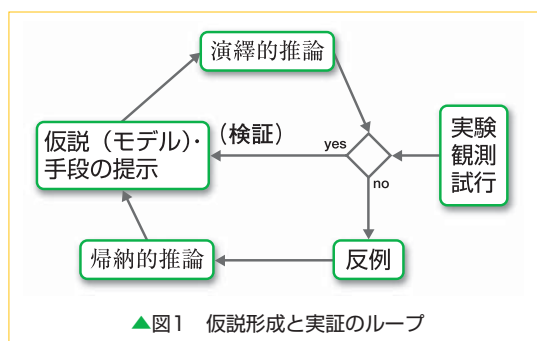 演繹的推論
仮説（モデル）・
手段の提示
（検証）
yes
no
実験
観測
試行
帰納的推論
反例
▲図1　仮説形成と実証のループ